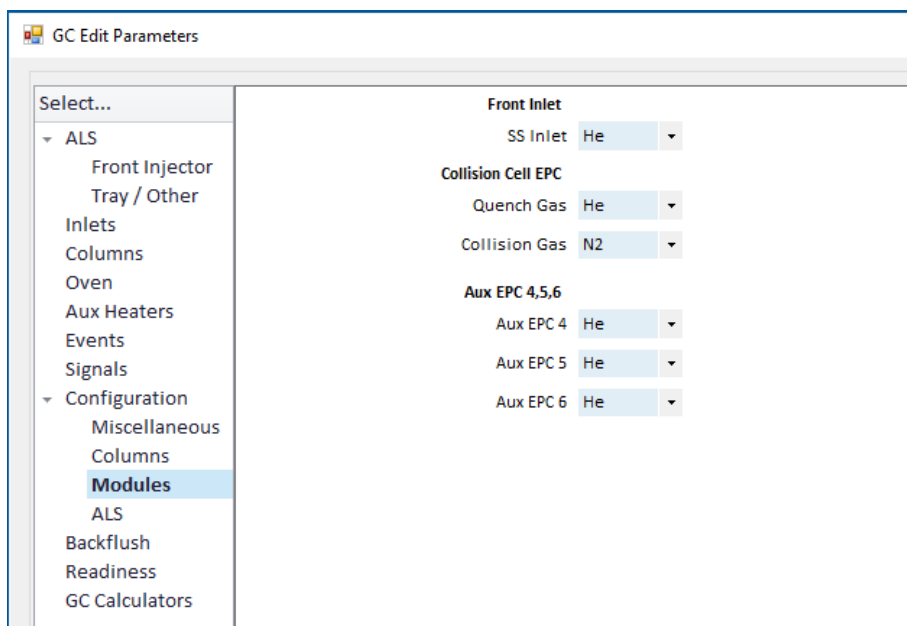 GC Edit Parameters
Select...
ALS
Front Injector
Tray / Other
Inlets
Columns
Oven
Aux Heaters
Events
Signals
Configuration
Miscellaneous
Columns
Modules
ALS
Backflush
Readiness
GC Calculators
Front Inlet
SS Inlet He
Collision Cell EPC
Quench Gas He
Collision Gas N2
Aux EPC 4,5,6
Aux EPC 4 He
Aux EPC 5 He
Aux EPC 6 He